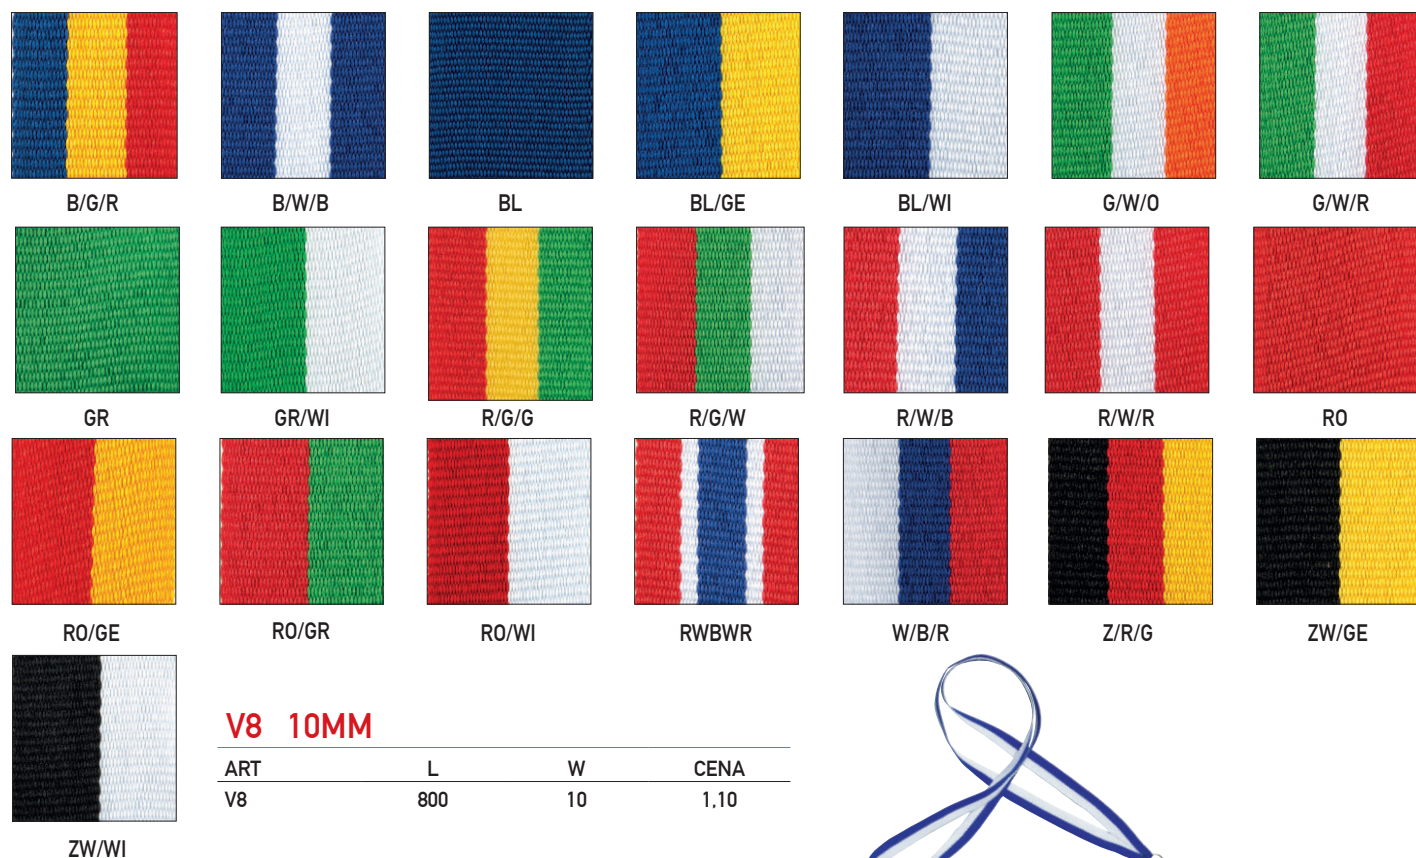 B/G/R B/W/B BL BL/GE BL/WI G/W/O G/W/R
GR GR/WI R/G/G R/G/W R/W/B R/W/R RO
RO/GE RO/GR RO/WI RWBWR W/B/R Z/R/G ZW/GE
V8 10MM
ART L W CENA
V8 800 10 1,10
ZW/WI